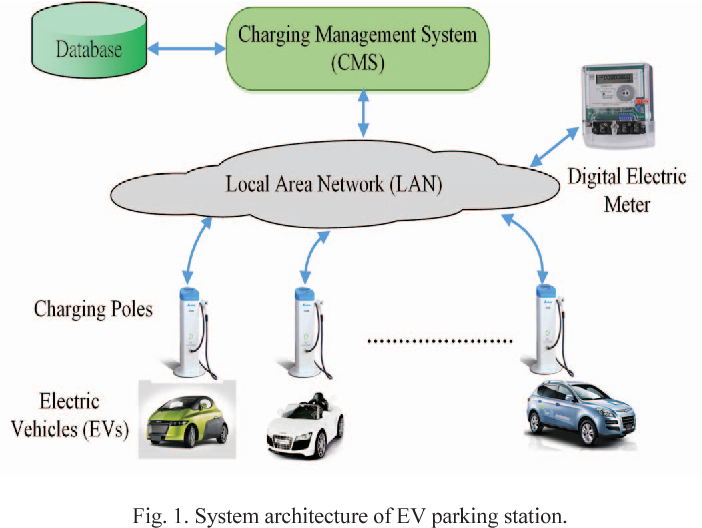 Database
Charging Management System
(CMS)
Local Area Network (LAN)
Digital Electric
Meter
Charging Poles
Electric
Vehicles (EVs)
Fig. 1. System architecture of EV parking station.